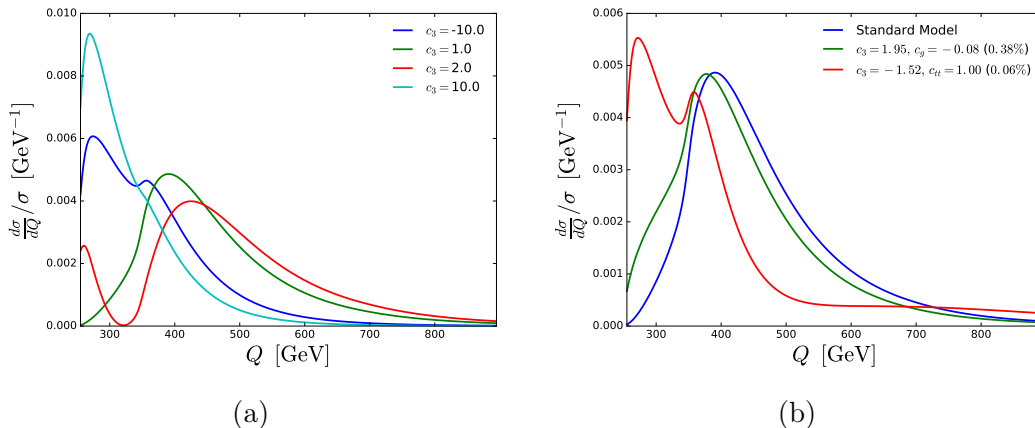 0.010
0.008
0.006
0.004
0.002
0.000
dσ/dQ /σ [GeV⁻¹]
c₃ = -10.0
c₃ = 1.0
c₃ = 2.0
c₃ = 10.0
300 400 500 600 700 800
Q [GeV]
(a)
0.006
0.005
0.004
0.003
0.002
0.001
0.000
dσ/dQ /σ [GeV⁻¹]
Standard Model
c₃ = 1.95, c_g = −0.08 (0.38%)
c₃ = −1.52, c_tt = 1.00 (0.06%)
300 400 500 600 700 800
Q [GeV]
(b)